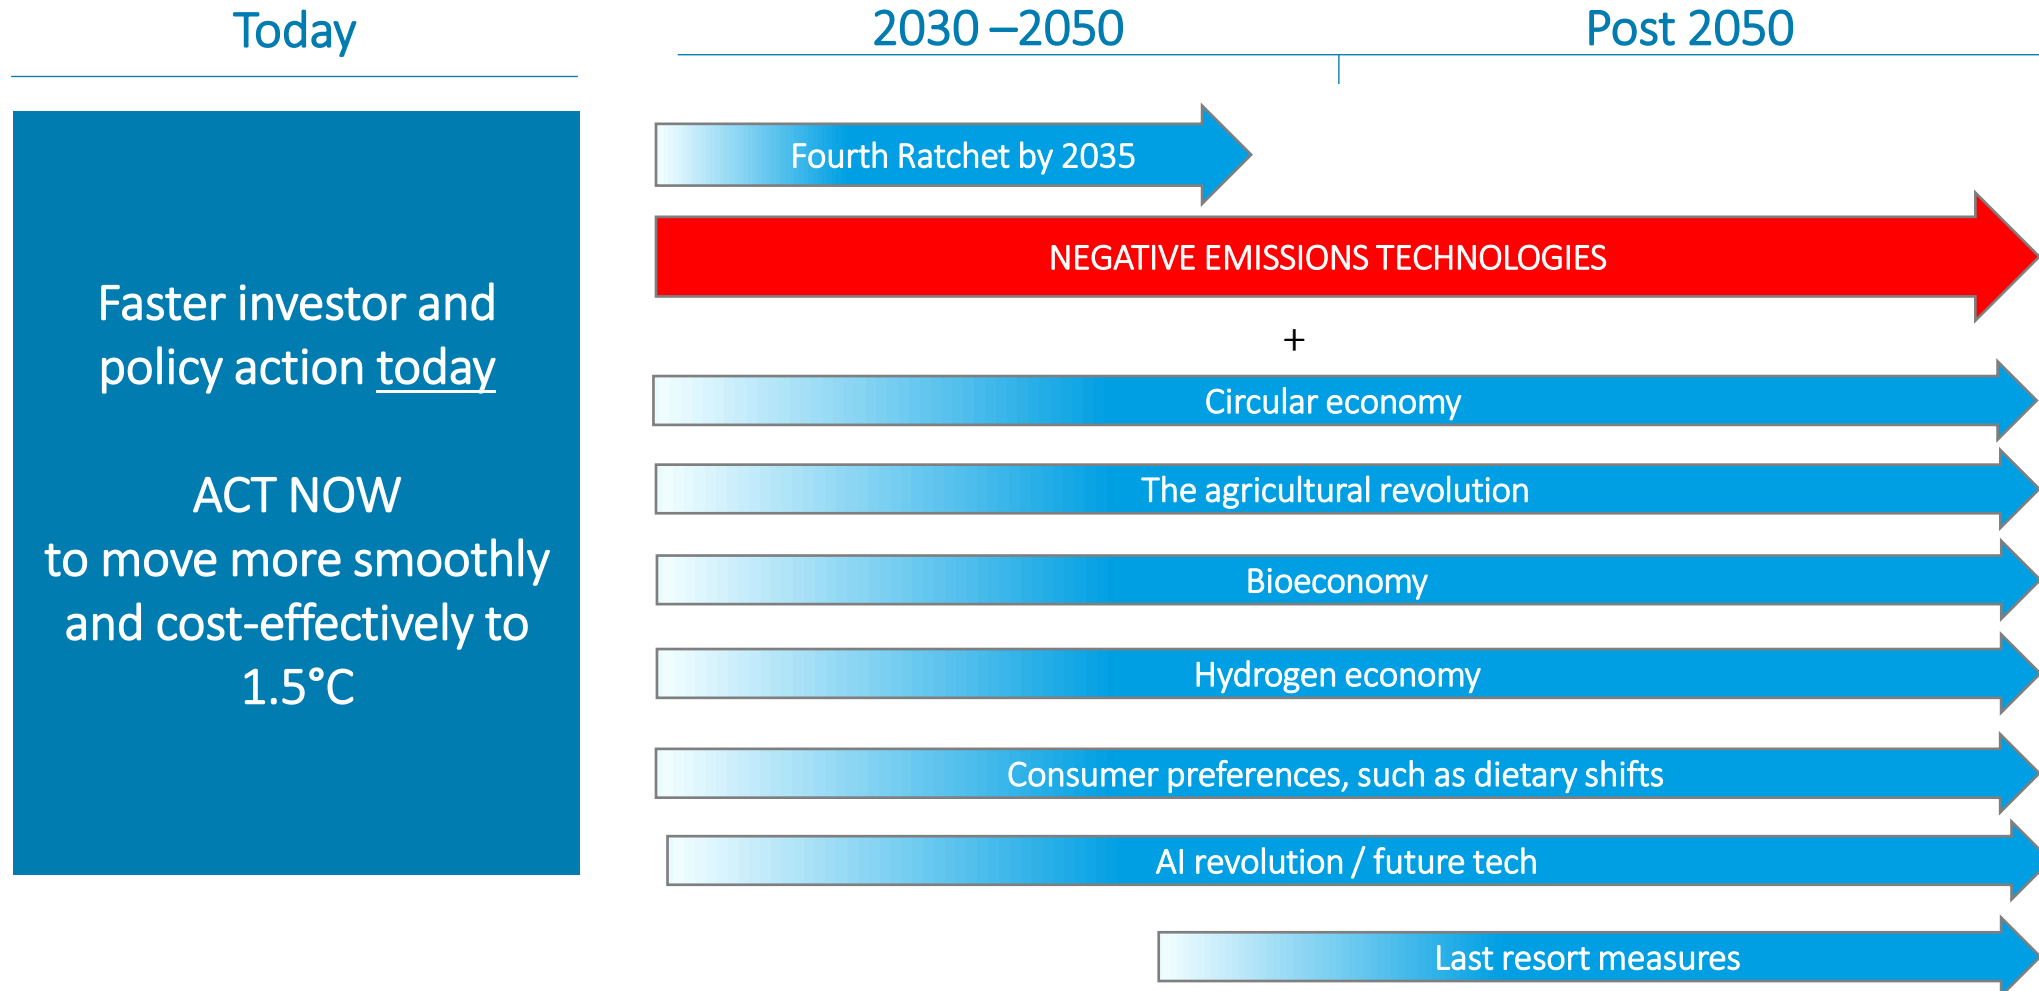 Today
2030 –2050
Post 2050
Faster investor and
policy action today
ACT NOW
to move more smoothly
and cost-effectively to
1.5°C
Fourth Ratchet by 2035
NEGATIVE EMISSIONS TECHNOLOGIES
+
Circular economy
The agricultural revolution
Bioeconomy
Hydrogen economy
Consumer preferences, such as dietary shifts
AI revolution / future tech
Last resort measures